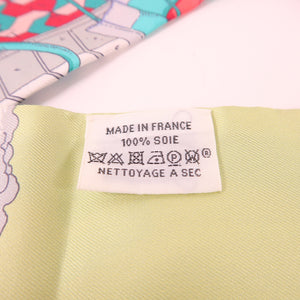 MADE IN FRANCE
100% SOIE
P W ®
NETTOYAGE A SEC